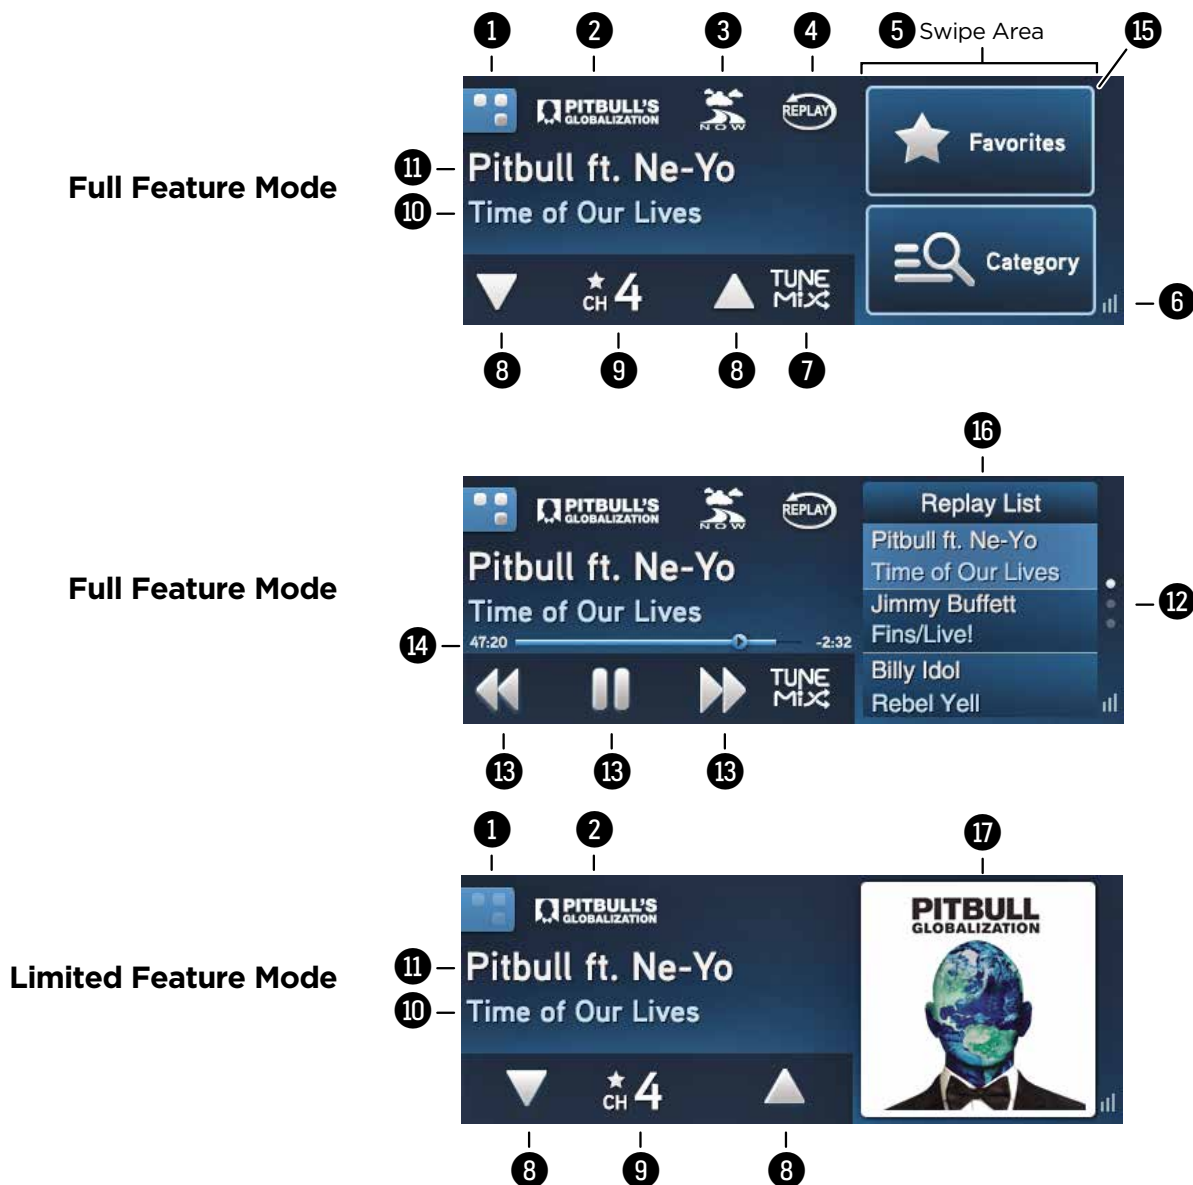 1 2 3 4 5 Swipe Area 15
PITBULL'S
GLOBALIZATION
NOW
REPLAY
Favorites
Full Feature Mode
11 Pitbull ft. Ne-Yo
10 Time of Our Lives
Category
CH 4
TUNE
MiX
6
8 9 8 7
16
PITBULL'S
GLOBALIZATION
NOW
REPLAY
Replay List
Pitbull ft. Ne-Yo
Time of Our Lives
Full Feature Mode
Pitbull ft. Ne-Yo
Time of Our Lives
Jimmy Buffett
Fins/Live!
12
14 47:20 -2:32
TUNE
MiX
Billy Idol
Rebel Yell
13 13 13
1 2 17
PITBULL'S
GLOBALIZATION
PITBULL
GLOBALIZATION
Limited Feature Mode
11 Pitbull ft. Ne-Yo
10 Time of Our Lives
CH 4
8 9 8